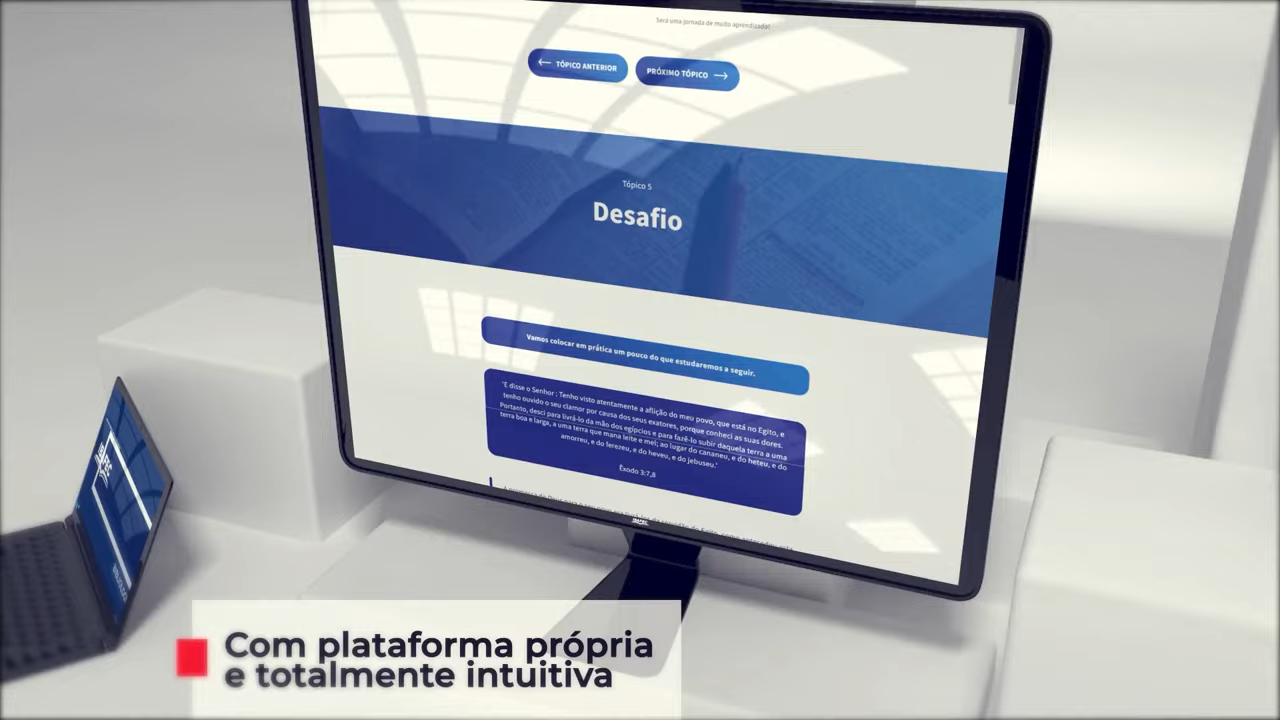 Será uma jornada de muito aprendizado!
← TÓPICO ANTERIOR
PRÓXIMO TÓPICO →
Tópico 5
Desafio
Vamos colocar em prática um pouco do que estudaremos a seguir.
'E disse o Senhor : Tenho visto atentamente a aflição do meu povo, que está no Egito, e
tenho ouvido o seu clamor por causa dos seus exatores, porque conheci as suas dores.
Portanto, desci para livrá-lo da mão dos egípcios e para fazê-lo subir daquela terra a uma
terra boa e larga, a uma terra que mana leite e mel; ao lugar do cananeu, e do heteu, e do
amorreu, e do ferezeu, e do heveu, e do jebuseu.'
Êxodo 3:7,8
Com plataforma própria
e totalmente intuitiva